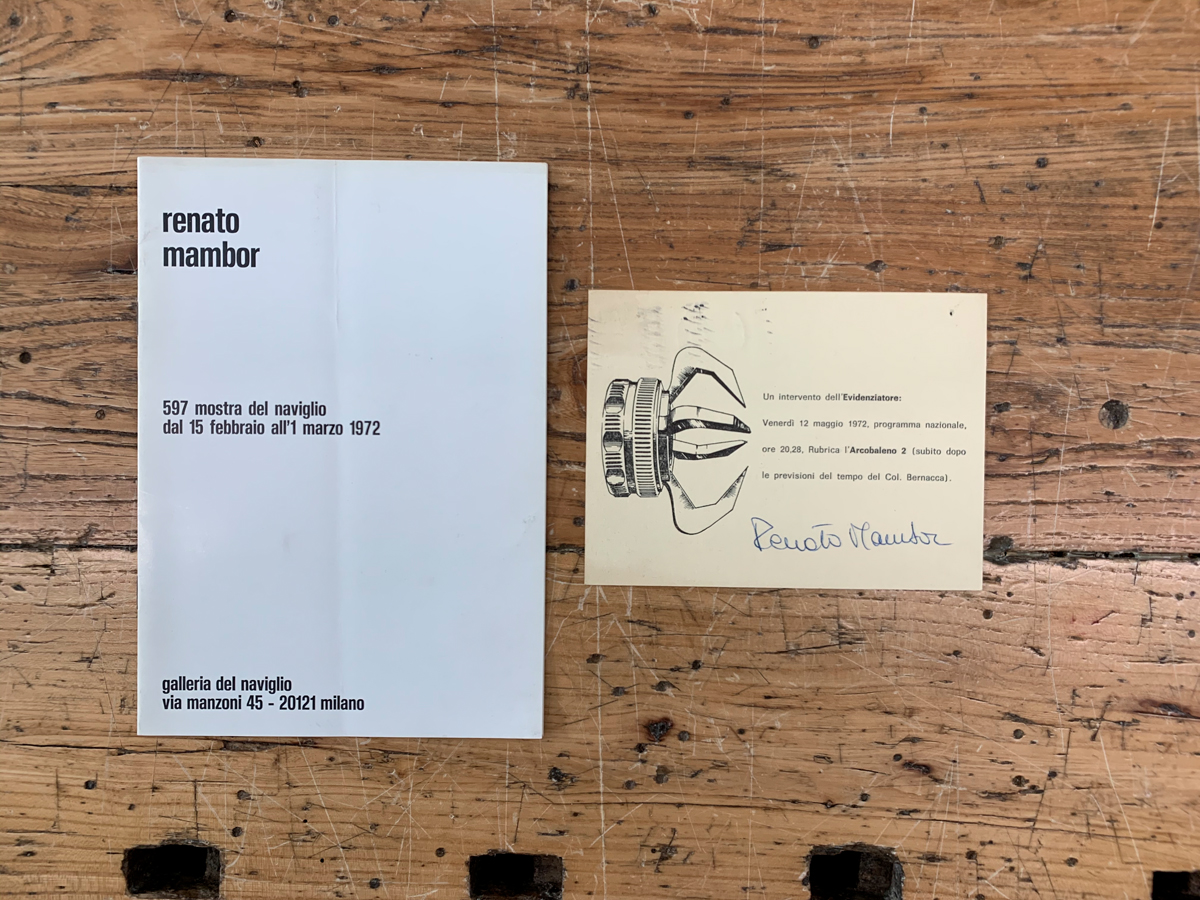 renato
mambor
597 mostra del naviglio
dal 15 febbraio all'1 marzo 1972
galleria del naviglio
via manzoni 45 - 20121 milano
Un intervento dell'Evidenziatore:
Venerdì 12 maggio 1972, programma nazionale,
ore 20,28, Rubrica l'Arcobaleno 2 (subito dopo
le previsioni del tempo del Col. Bernacca).
Renato Mambor